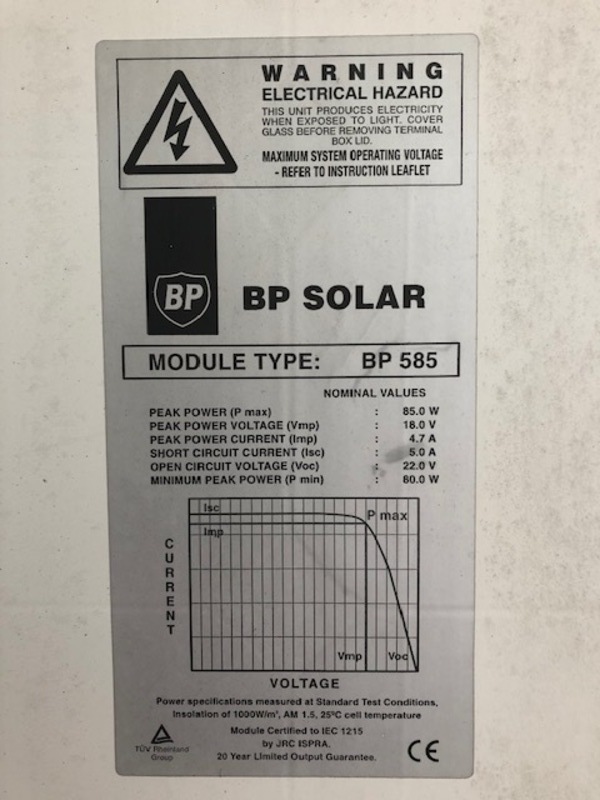 WARNING
ELECTRICAL HAZARD
THIS UNIT PRODUCES ELECTRICITY
WHEN EXPOSED TO LIGHT. COVER
GLASS BEFORE REMOVING TERMINAL
BOX LID.
MAXIMUM SYSTEM OPERATING VOLTAGE
- REFER TO INSTRUCTION LEAFLET
BP
BP SOLAR
MODULE TYPE: BP 585
NOMINAL VALUES
PEAK POWER (P max) : 85.0 W
PEAK POWER VOLTAGE (Vmp) : 18.0 V
PEAK POWER CURRENT (Imp) : 4.7 A
SHORT CIRCUIT CURRENT (Isc) : 5.0 A
OPEN CIRCUIT VOLTAGE (Voc) : 22.0 V
MINIMUM PEAK POWER (P min) : 80.0 W
Isc
P max
Imp
CURRENT
Vmp Voc
VOLTAGE
Power specifications measured at Standard Test Conditions,
Insolation of 1000W/m², AM 1.5, 25ºC cell temperature
Module Certified to IEC 1215
by JRC ISPRA.
20 Year Limited Output Guarantee.
TÜV Rheinland
Group
CE